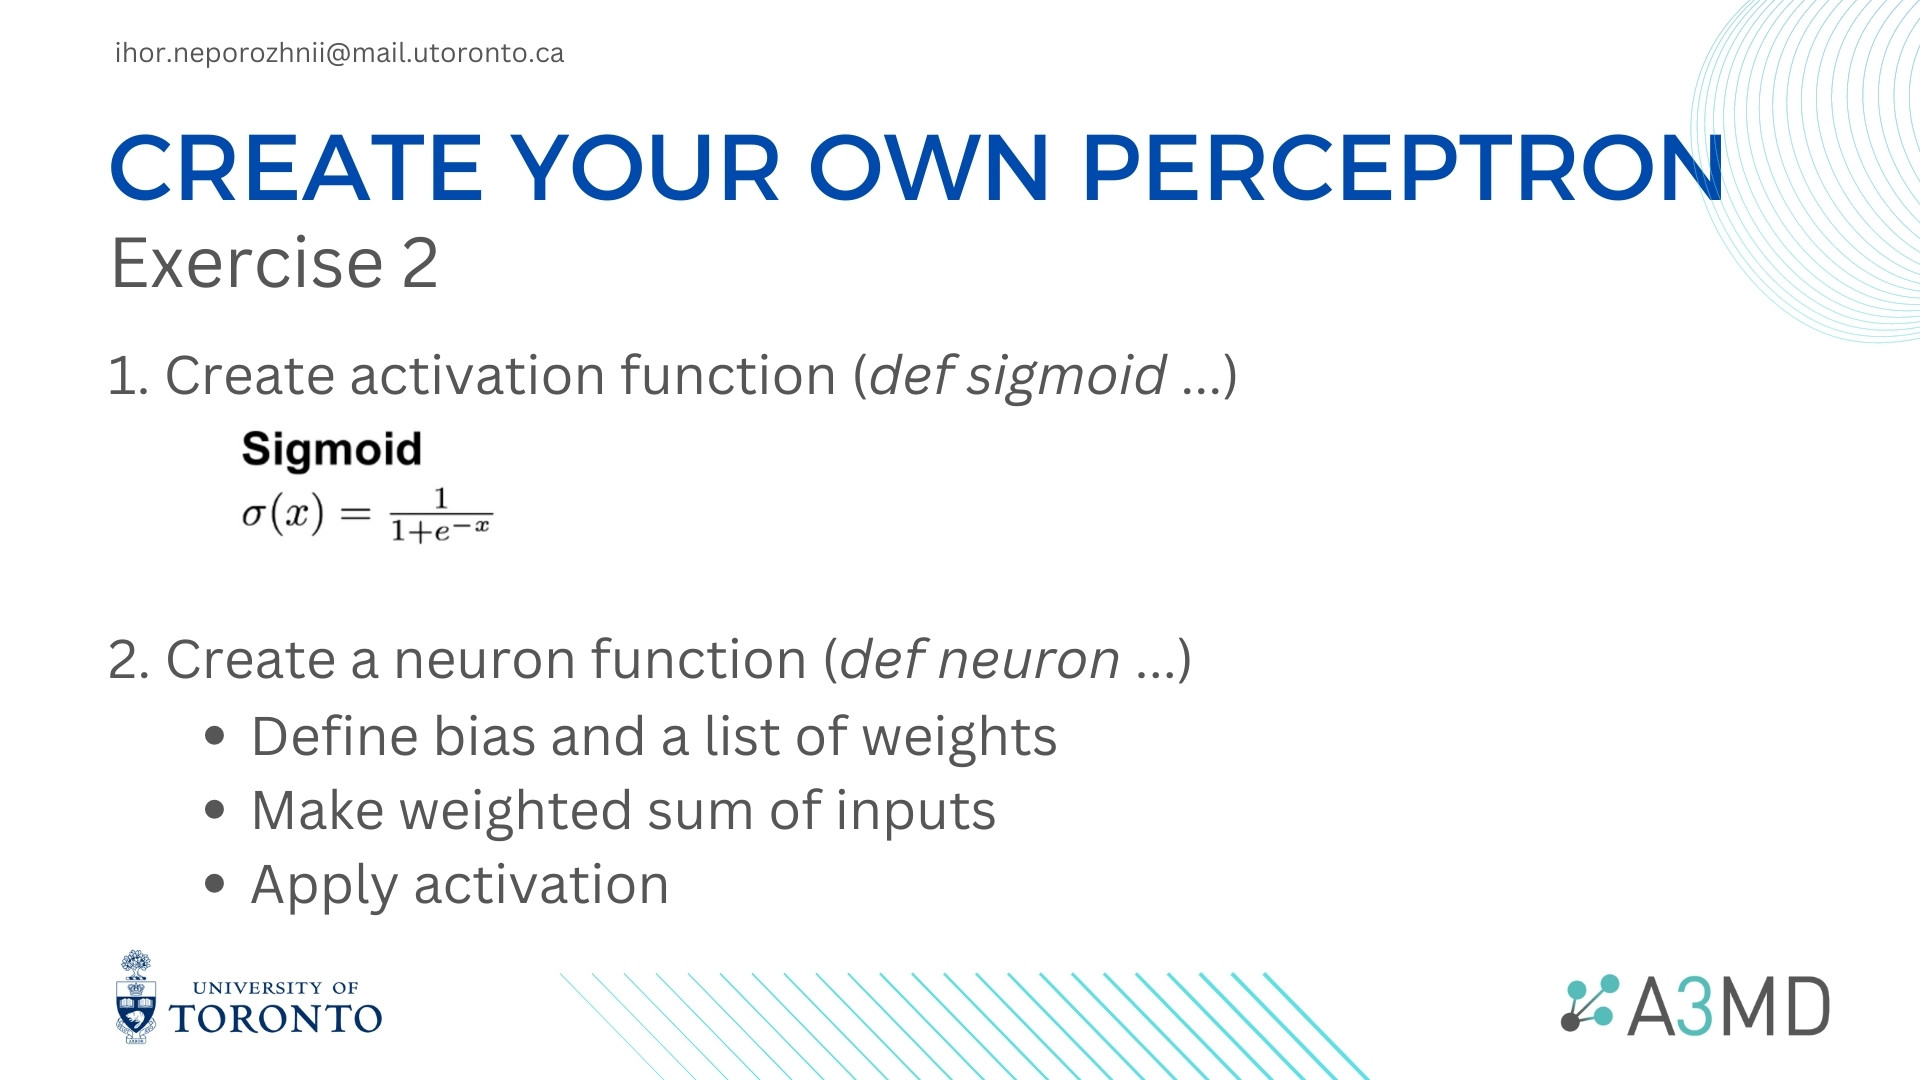 ihor.neporozhnii@mail.utoronto.ca
CREATE YOUR OWN PERCEPTRON
Exercise 2
1. Create activation function (def sigmoid ...)
Sigmoid
σ(x) = 1/(1+e^{-x})
2. Create a neuron function (def neuron ...)
• Define bias and a list of weights
• Make weighted sum of inputs
• Apply activation
UNIVERSITY OF
TORONTO
A3MD